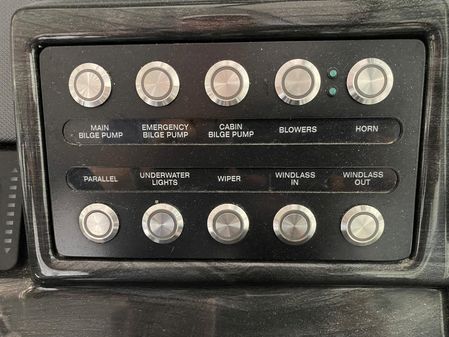 MAIN EMERGENCY CABIN BLOWERS HORN
BILGE PUMP BILGE PUMP BILGE PUMP
PARALLEL UNDERWATER WIPER WINDLASS WINDLASS
LIGHTS IN OUT